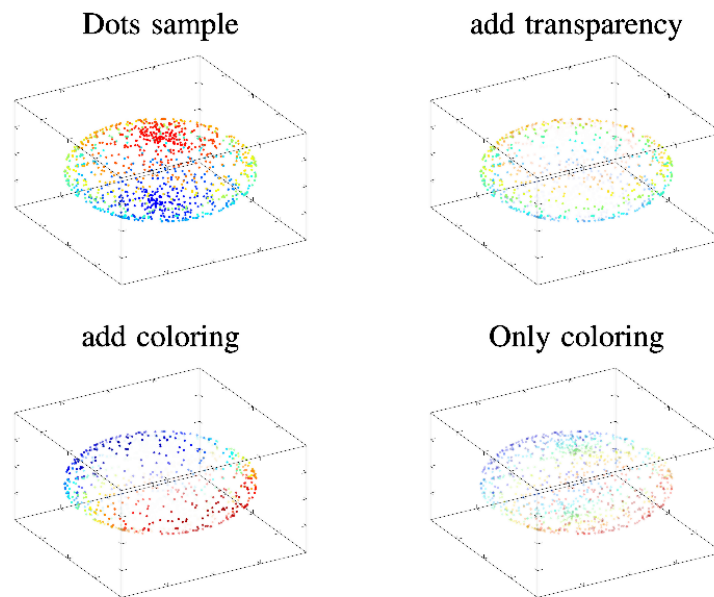 Dots sample
add transparency
add coloring
Only coloring